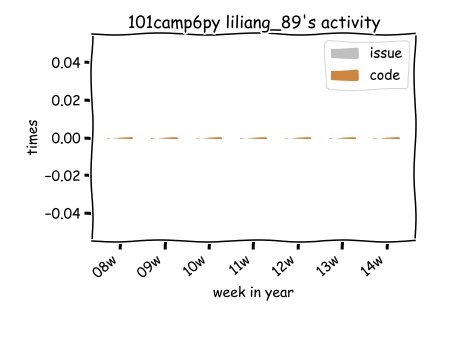 101camp6py liliang_89's activity
issue
code
0.04
0.02
0.00
−0.02
−0.04
times
08w 09w 10w 11w 12w 13w 14w
week in year